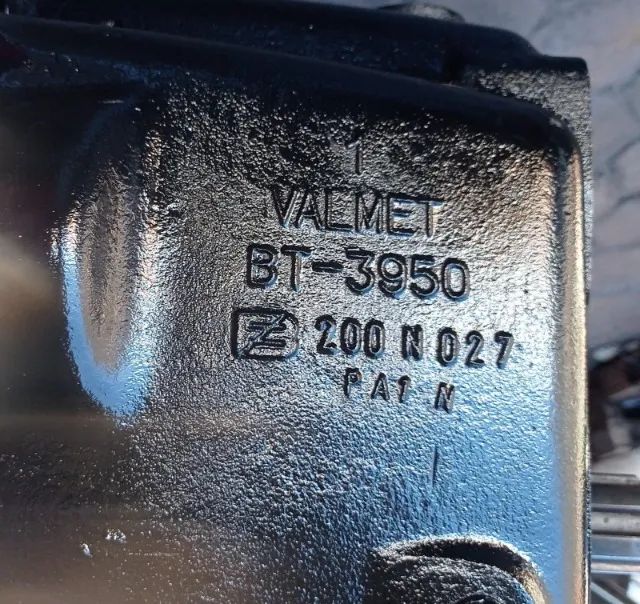 1
VALMET
BT-3950
Z 200 N 027
PAT N